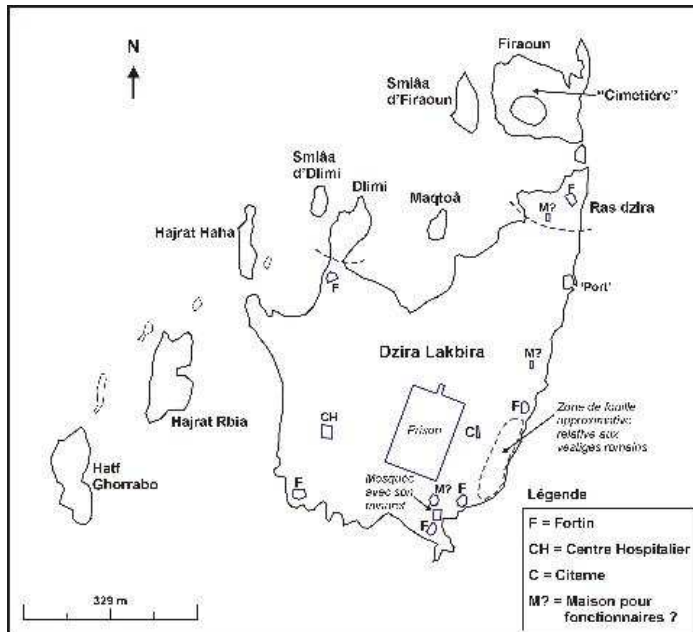 Firaoun
N
"Cimetière"
Smlâa
d'Firaoun
Smlâa
d'Dlimi
Dlimi
Maqtoâ
F
M?
Ras dzira
Hajrat Haha
F
'Port'
Dzira Lakbira
M?
Hajrat Rbia
CH
Prison
C
F
Zone de fouille
approximative
relative aux
vestiges romains
Hatf
Ghorrabo
F
Mosquée
avec son
minaret
M?
F
F
Légende
F = Fortin
CH = Centre Hospitalier
C = Citerne
M? = Maison pour
fonctionnaires ?
329 m